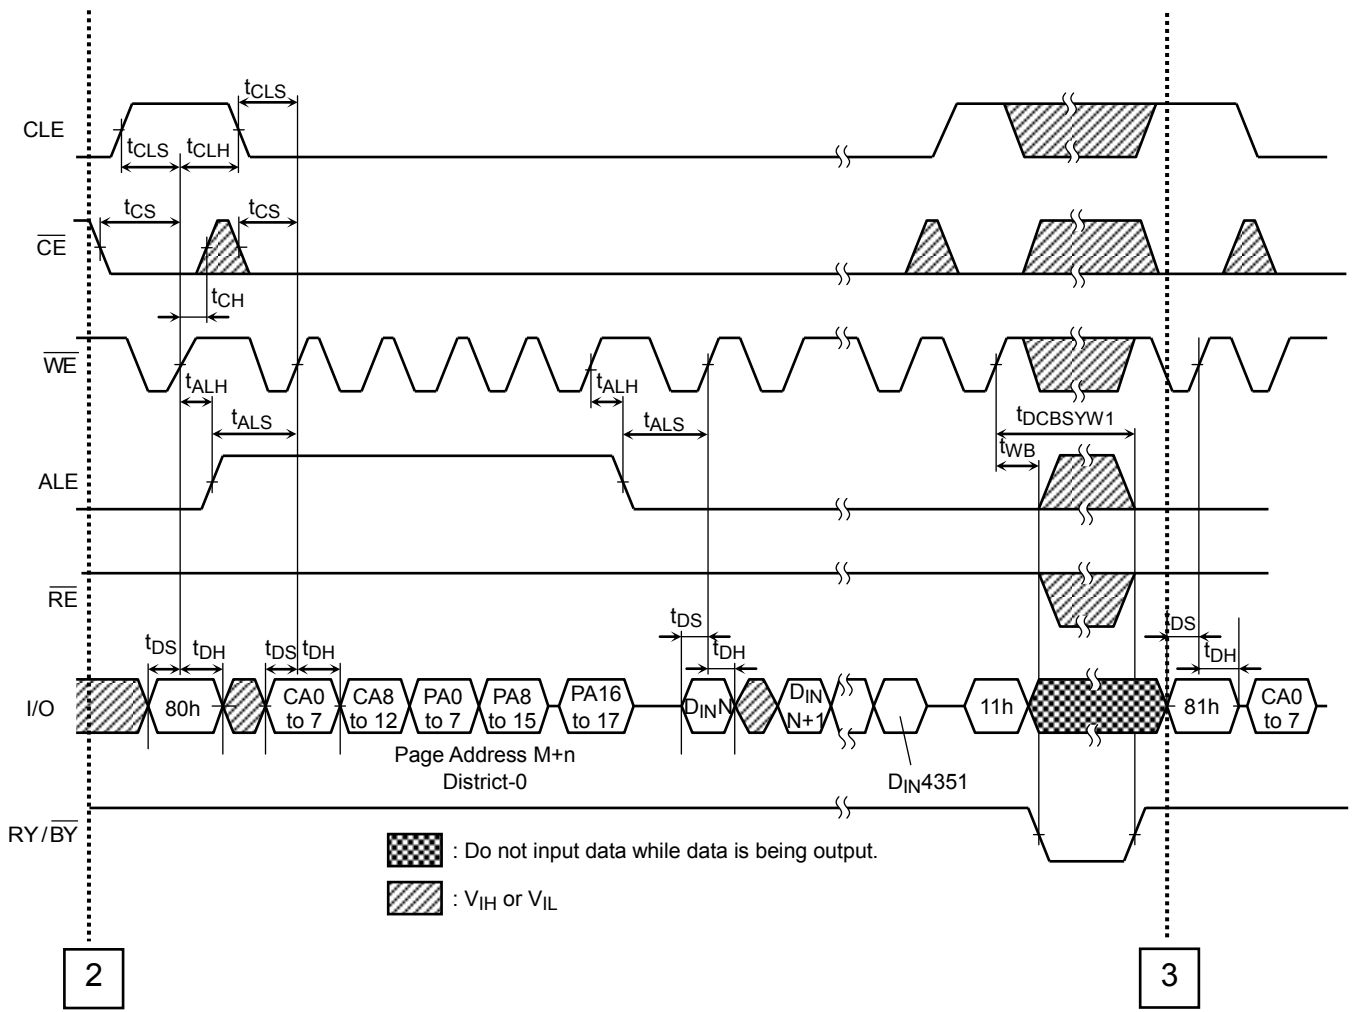 tCLS
CLE
tCLS
tCLH
tCS
tCS
CE
tCH
WE
tALH
tALH
tALS
tALS
tDCBSYW1
tWB
ALE
RE
tDS
tDH
tDS
tDH
tDS
tDH
tDS
tDH
I/O
80h
CA0 to 7
CA8 to 12
PA0 to 7
PA8 to 15
PA16 to 17
DINN
DIN N+1
11h
81h
CA0 to 7
Page Address M+n
District-0
DIN4351
RY/BY
: Do not input data while data is being output.
: VIH or VIL
2
3